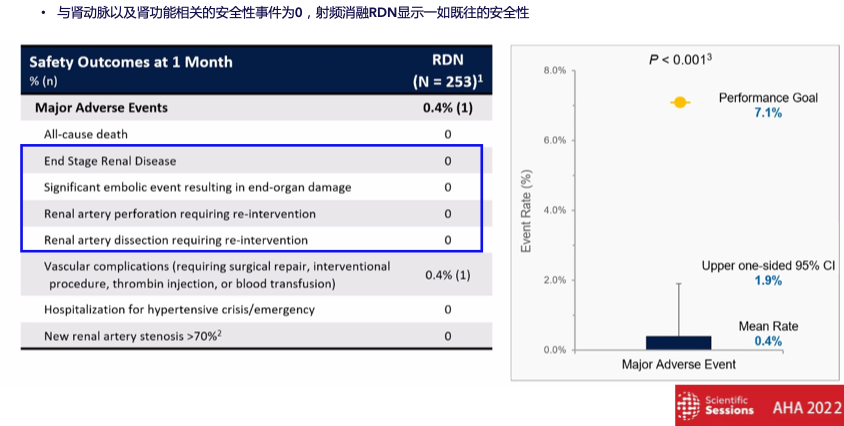 • 与肾动脉以及肾功能相关的安全性事件为0，射频消融RDN显示一如既往的安全性
Safety Outcomes at 1 Month
% (n)
RDN
(N = 253)¹
Major Adverse Events 0.4% (1)
All-cause death 0
End Stage Renal Disease 0
Significant embolic event resulting in end-organ damage 0
Renal artery perforation requiring re-intervention 0
Renal artery dissection requiring re-intervention 0
Vascular complications (requiring surgical repair, interventional
procedure, thrombin injection, or blood transfusion) 0.4% (1)
Hospitalization for hypertensive crisis/emergency 0
New renal artery stenosis >70%² 0
P < 0.001³
8.0%
6.0%
4.0%
2.0%
0.0%
Event Rate (%)
Performance Goal
7.1%
Upper one-sided 95% CI
1.9%
Mean Rate
0.4%
Major Adverse Event
Scientific
Sessions
AHA 2022